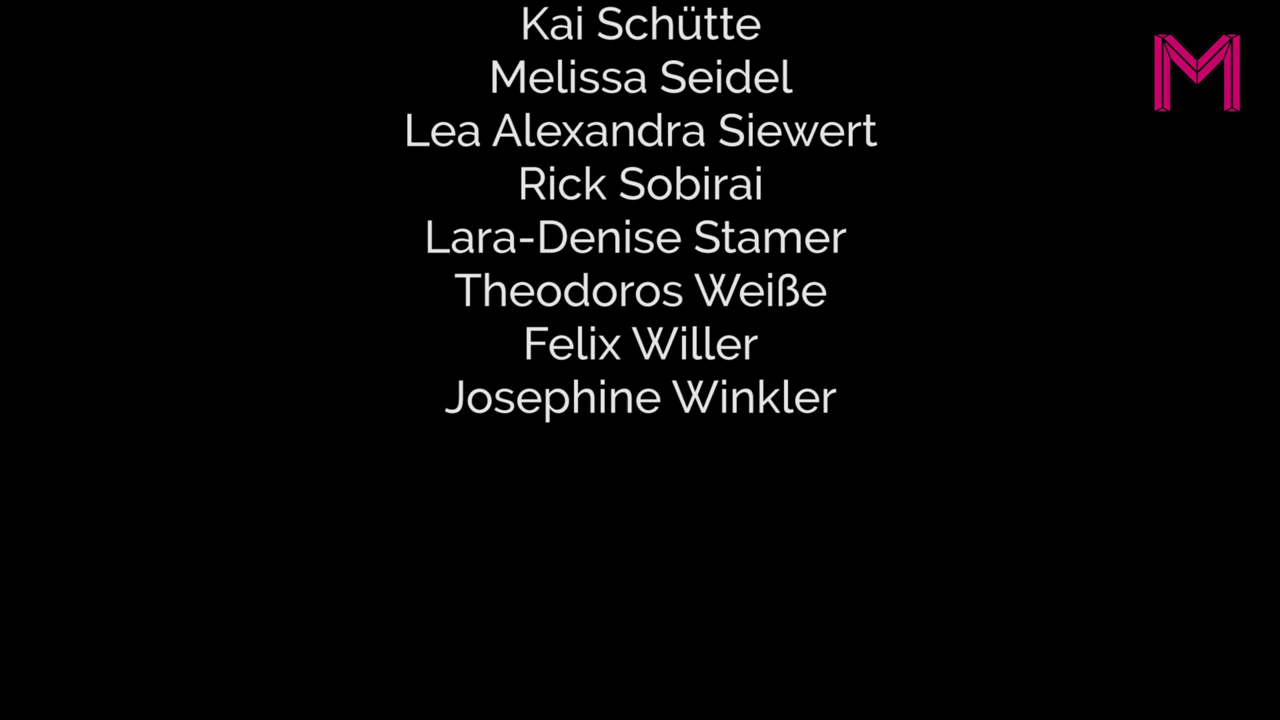 Kai Schütte
Melissa Seidel
Lea Alexandra Siewert
Rick Sobirai
Lara-Denise Stamer
Theodoros Weiße
Felix Willer
Josephine Winkler
M